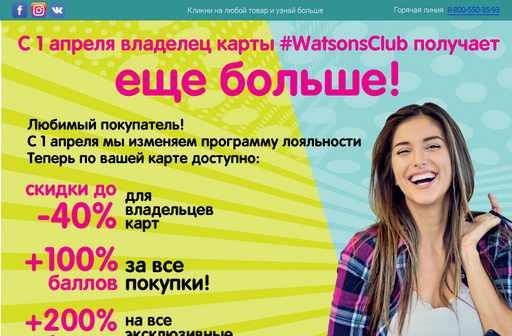 Кликни на любой товар и узнай больше
Горячая линия 8-800-550-35-93
С 1 апреля владелец карты #WatsonsClub получает
еще больше!
Любимый покупатель!
С 1 апреля мы изменяем программу лояльности
Теперь по вашей карте доступно:
скидки до
-40%
для
владельцев
карт
+100%
баллов
за все
покупки!
+200%
на все
эксклюзивные